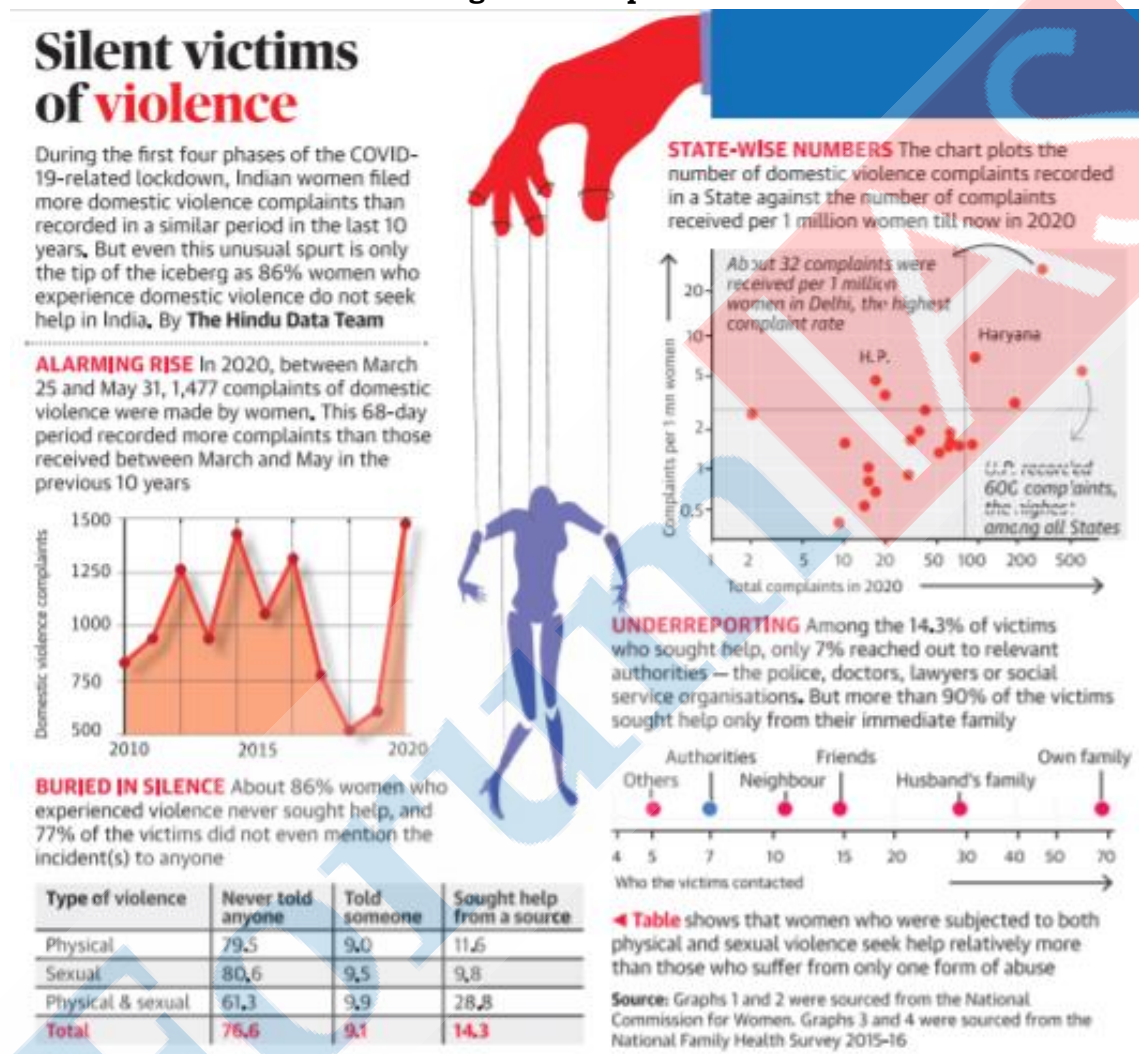 Silent victims
of violence
During the first four phases of the COVID-
19-related lockdown, Indian women filed
more domestic violence complaints than
recorded in a similar period in the last 10
years. But even this unusual spurt is only
the tip of the iceberg as 86% women who
experience domestic violence do not seek
help in India. By The Hindu Data Team
ALARMING RISE In 2020, between March
25 and May 31, 1,477 complaints of domestic
violence were made by women. This 68-day
period recorded more complaints than those
received between March and May in the
previous 10 years
Domestic violence complaints
1500
1250
1000
750
500
2010 2015 2020
BURIED IN SILENCE About 86% women who
experienced violence never sought help, and
77% of the victims did not even mention the
incident(s) to anyone
Type of violence Never told anyone Told someone Sought help from a source
Physical 79.5 9.0 11.6
Sexual 80.6 9.5 9.8
Physical & sexual 61.3 9.9 28.8
Total 76.6 9.1 14.3
STATE-WISE NUMBERS The chart plots the
number of domestic violence complaints recorded
in a State against the number of complaints
received per 1 million women till now in 2020
Complaints per 1 mn women
About 32 complaints were
received per 1 million
women in Delhi, the highest
complaint rate
20
10
5
2
1
0.5
H.P.
Haryana
U.P. recorded
600 complaints,
the highest
among all States
1 2 5 10 20 50 100 200 500
Total complaints in 2020
UNDERREPORTING Among the 14.3% of victims
who sought help, only 7% reached out to relevant
authorities — the police, doctors, lawyers or social
service organisations. But more than 90% of the victims
sought help only from their immediate family
Authorities Friends Own family
Others Neighbour Husband's family
4 5 7 10 15 20 30 40 50 70
Who the victims contacted
◄ Table shows that women who were subjected to both
physical and sexual violence seek help relatively more
than those who suffer from only one form of abuse
Source: Graphs 1 and 2 were sourced from the National
Commission for Women. Graphs 3 and 4 were sourced from the
National Family Health Survey 2015-16
Forum IAS